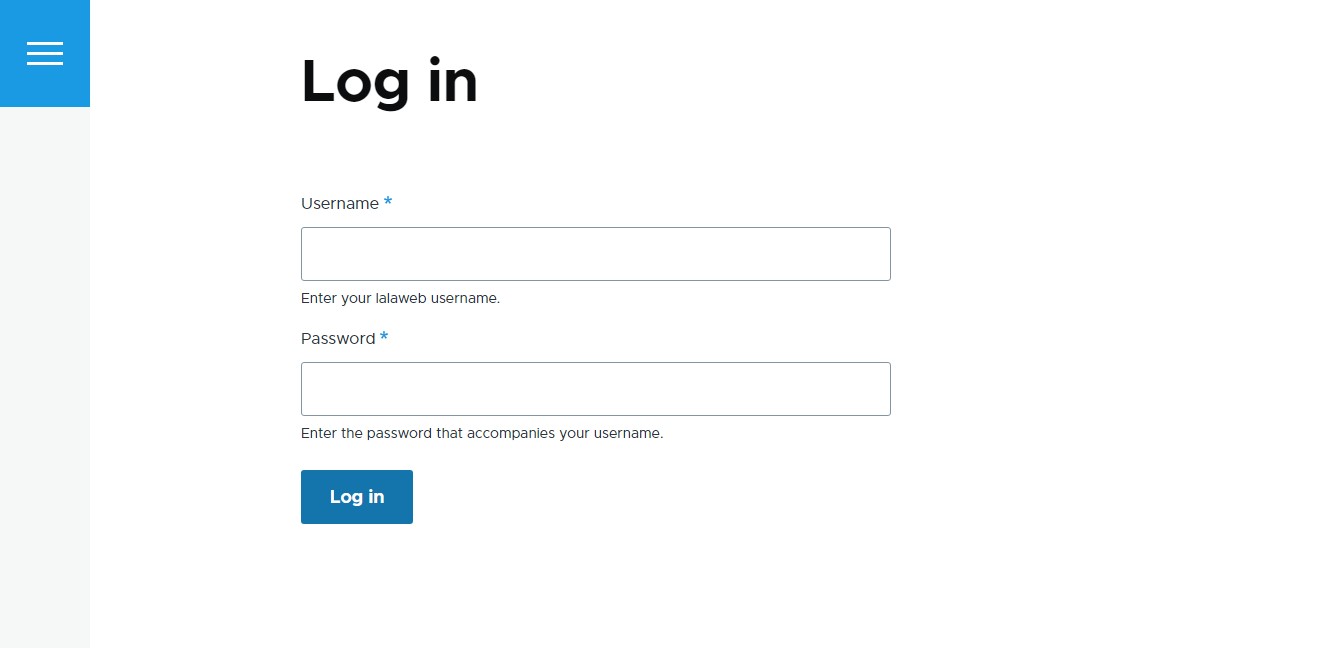 Log in
Username *
Enter your lalaweb username.
Password *
Enter the password that accompanies your username.
Log in